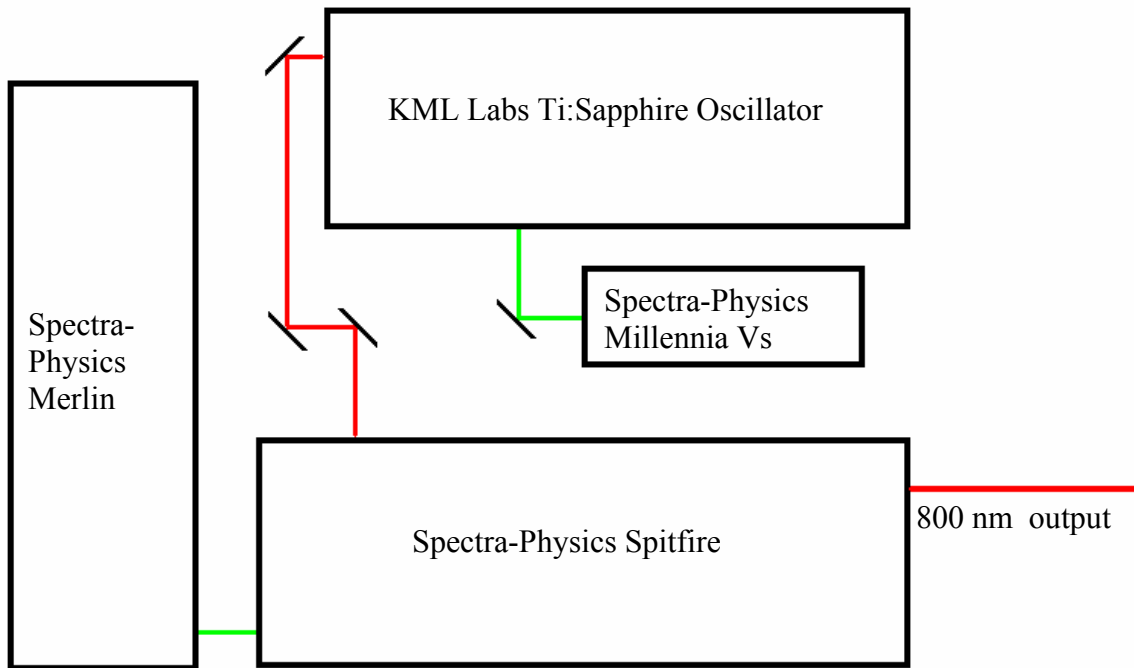 KML Labs Ti:Sapphire Oscillator
Spectra-
Physics
Merlin
Spectra-Physics
Millennia Vs
Spectra-Physics Spitfire
800 nm output